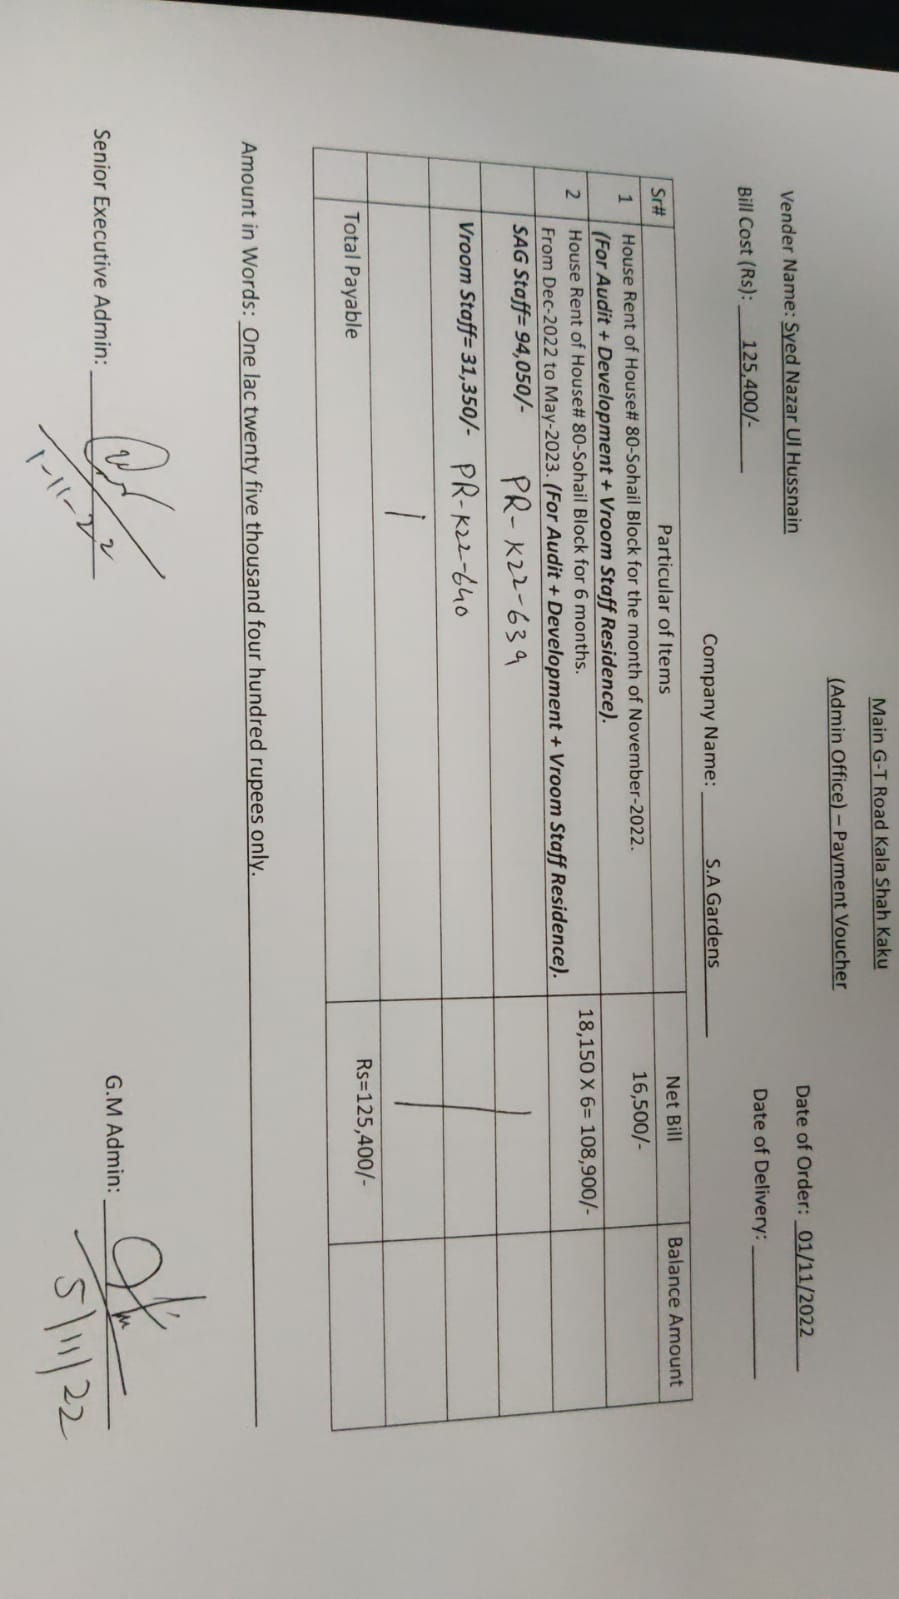 Main G-T Road Kala Shah Kaku
(Admin Office) – Payment Voucher
Vender Name: Syed Nazar Ul Hussnain
Date of Order: 01/11/2022
Bill Cost (Rs): 125,400/-
Date of Delivery:
Company Name: S.A Gardens
Sr# Particular of Items Net Bill Balance Amount
1 House Rent of House# 80-Sohail Block for the month of November-2022. 16,500/-
(For Audit + Development + Vroom Staff Residence).
2 House Rent of House# 80-Sohail Block for 6 months. 18,150 X 6= 108,900/-
From Dec-2022 to May-2023. (For Audit + Development + Vroom Staff Residence).
SAG Staff= 94,050/- PR-K22-639
Vroom Staff= 31,350/- PR-K22-640
Total Payable Rs=125,400/-
Amount in Words: One lac twenty five thousand four hundred rupees only.
Senior Executive Admin:
1-11-22
G.M Admin:
5/11/22